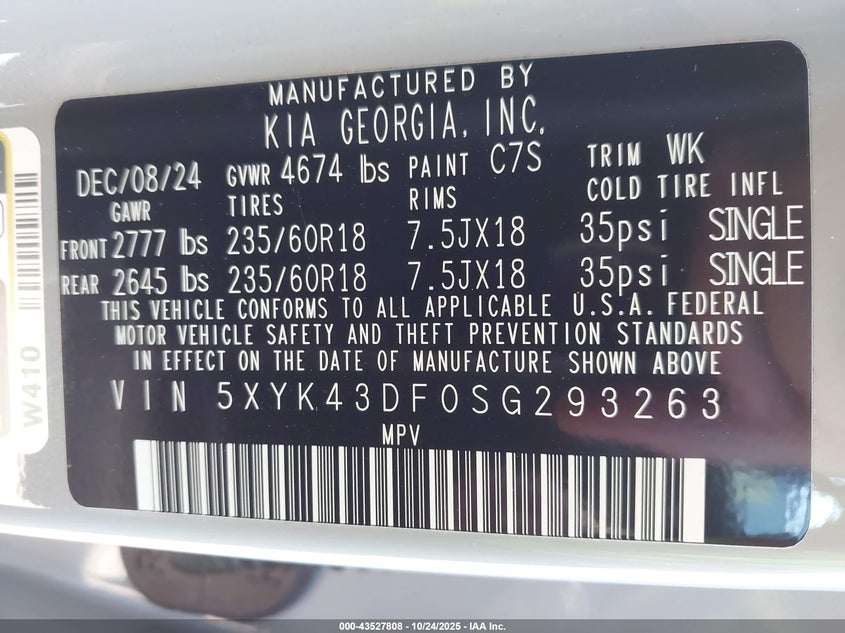 MANUFACTURED BY
KIA GEORGIA, INC.
DEC/08/24 GVWR 4674 lbs PAINT C7S TRIM WK
GAWR TIRES RIMS COLD TIRE INFL
FRONT 2777 lbs 235/60R18 7.5JX18 35psi SINGLE
REAR 2645 lbs 235/60R18 7.5JX18 35psi SINGLE
THIS VEHICLE CONFORMS TO ALL APPLICABLE U.S.A. FEDERAL
MOTOR VEHICLE SAFETY AND THEFT PREVENTION STANDARDS
IN EFFECT ON THE DATE OF MANUFACTURE SHOWN ABOVE
VIN 5XYK43DF0SG293263
MPV
W410
000-43527808 - 10/24/2025 - IAA Inc.